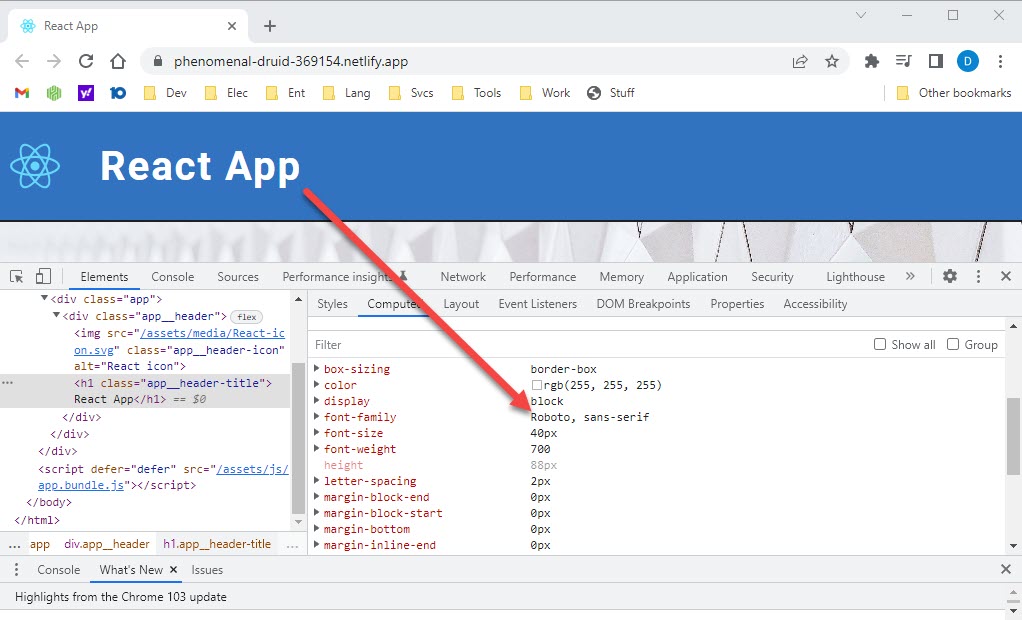 React App
phenomenal-druid-369154.netlify.app
D
Dev Elec Ent Lang Svcs Tools Work Stuff Other bookmarks
React App
Elements Console Sources Performance insights Network Performance Memory Application Security Lighthouse
<div class="app">
<div class="app__header"> flex
<img src="/assets/media/React-ic
on.svg" class="app__header-icon"
alt="React icon">
<h1 class="app__header-title">
React App</h1> == $0
</div>
</div>
</div>
<script defer="defer" src="/assets/js/
app.bundle.js"></script>
</body>
</html>
... app div.app__header h1.app__header-title ...
Styles Computed Layout Event Listeners DOM Breakpoints Properties Accessibility
Filter Show all Group
box-sizing border-box
color rgb(255, 255, 255)
display block
font-family Roboto, sans-serif
font-size 40px
font-weight 700
height 88px
letter-spacing 2px
margin-block-end 0px
margin-block-start 0px
margin-bottom 0px
margin-inline-end 0px
Console What's New Issues
Highlights from the Chrome 103 update